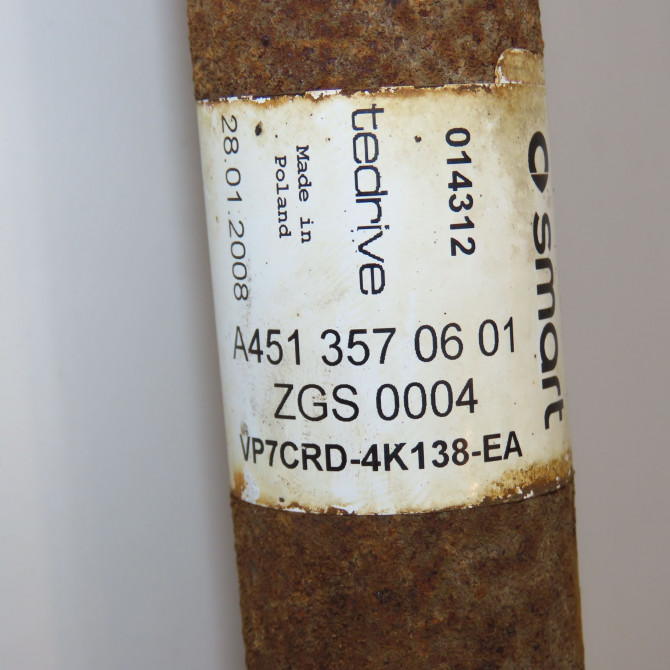 smart
014312
tedrive
Made in
Poland
28.01.2008
A451 357 06 01
ZGS 0004
VP7CRD-4K138-EA